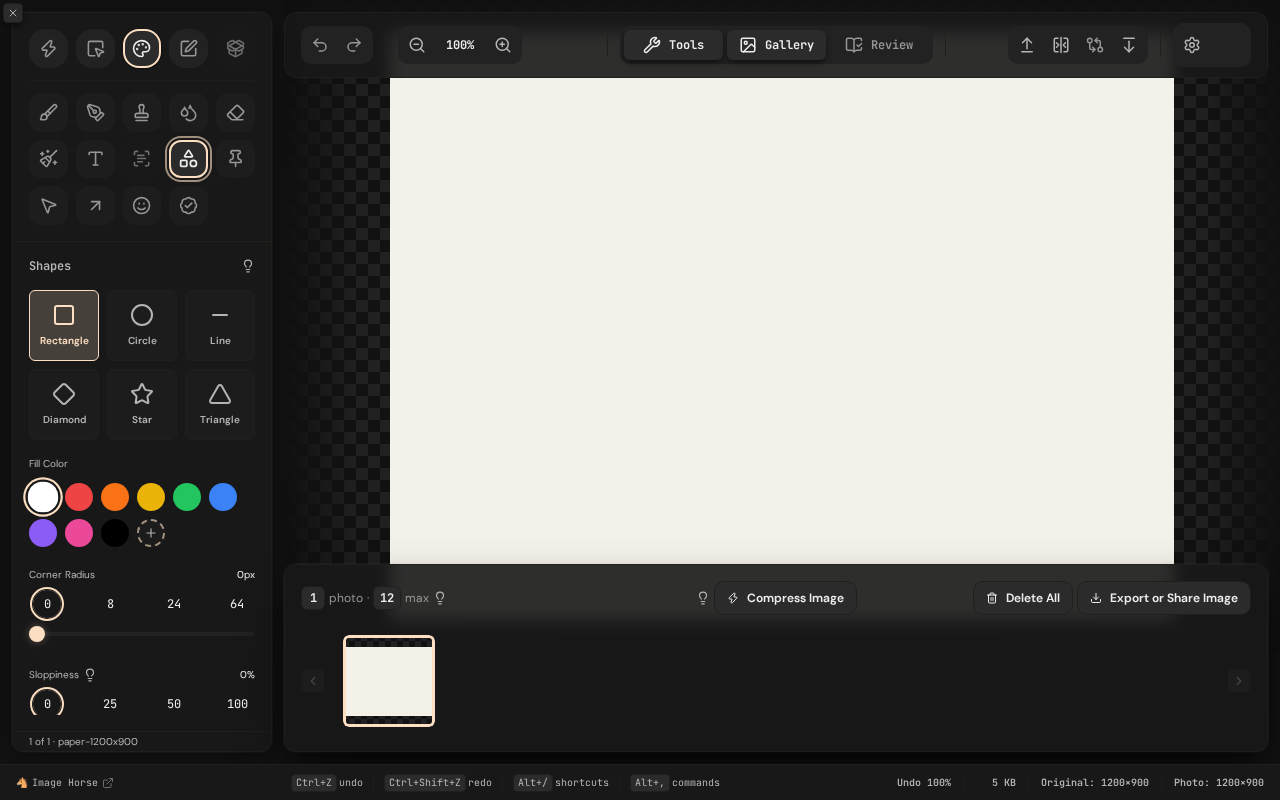 100%
Tools
Gallery
Review
Shapes
Rectangle
Circle
Line
Diamond
Star
Triangle
Fill Color
Corner Radius 0px
0 8 24 64
Sloppiness 0%
0 25 50 100
1 of 1 · paper-1200x900
1 photo · 12 max
Compress Image
Delete All
Export or Share Image
Image Horse
Ctrl+Z undo
Ctrl+Shift+Z redo
Alt+/ shortcuts
Alt+, commands
Undo 100%
5 KB
Original: 1200×900
Photo: 1200×900